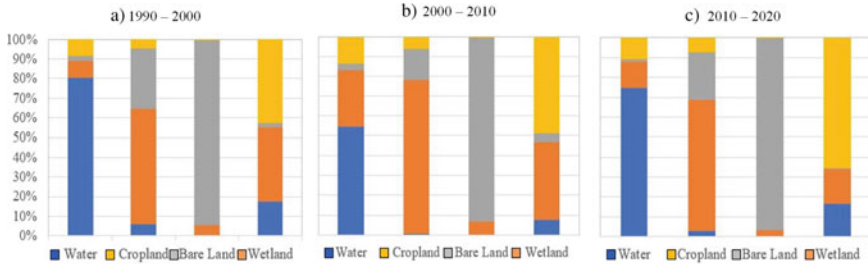 a) 1990 – 2000
b) 2000 – 2010
c) 2010 – 2020
100%
90%
80%
70%
60%
50%
40%
30%
20%
10%
0%
Water Cropland Bare Land Wetland
Water Cropland Bare Land Wetland
Water Cropland Bare Land Wetland